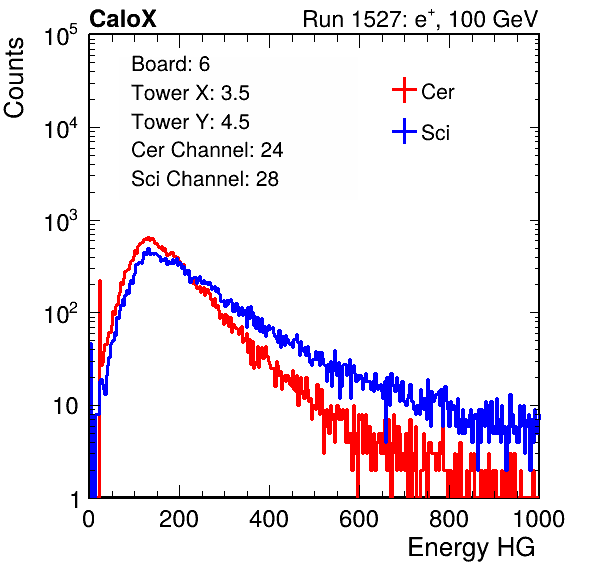 CaloX Run 1527: e⁺, 100 GeV
Counts
10⁵
10⁴
10³
10²
10
1
Board: 6
Tower X: 3.5
Tower Y: 4.5
Cer Channel: 24
Sci Channel: 28
Cer
Sci
0 200 400 600 800 1000
Energy HG